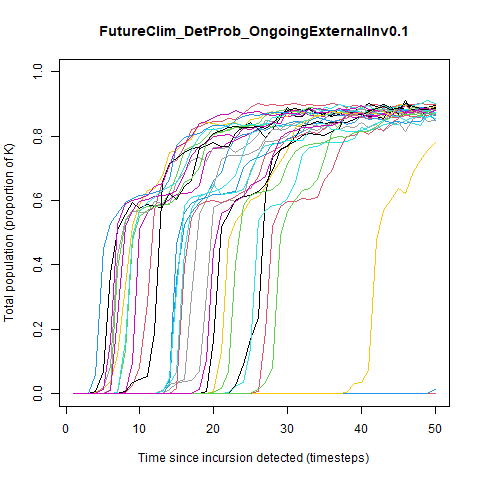 FutureClim_DetProb_OngoingExternalInv0.1
Total population (proportion of K)
1.0
0.8
0.6
0.4
0.2
0.0
0 10 20 30 40 50
Time since incursion detected (timesteps)